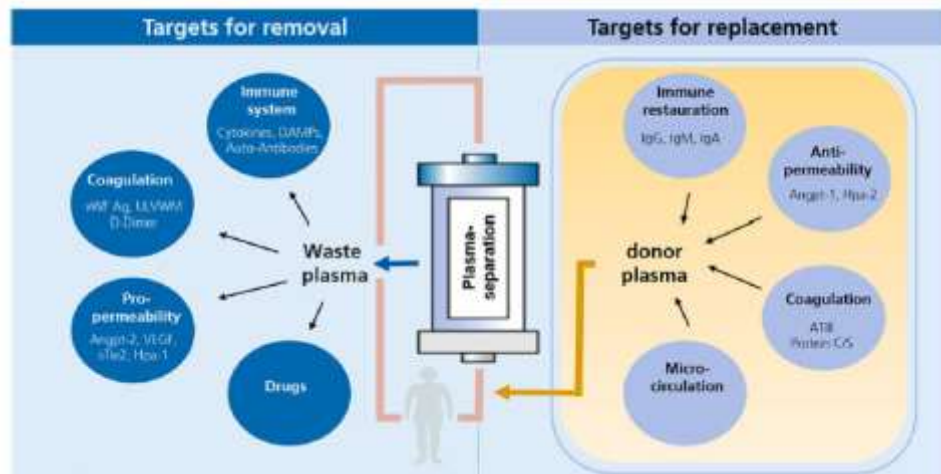 Targets for removal
Targets for replacement
Immune
system
Cytokines, DAMPs,
Auto-Antibodies
Coagulation
vWF Ag, ULVWM
D-Dimer
Pro-
permeability
Angpt-2, VEGF,
sTie2, Hpa-1
Drugs
Waste
plasma
Plasma-
separation
Immune
restauration
IgG, IgM, IgA
Anti-
permeability
Angpt-1, Hpa-2
donor
plasma
Coagulation
ATIII
Protein C/S
Micro-
circulation